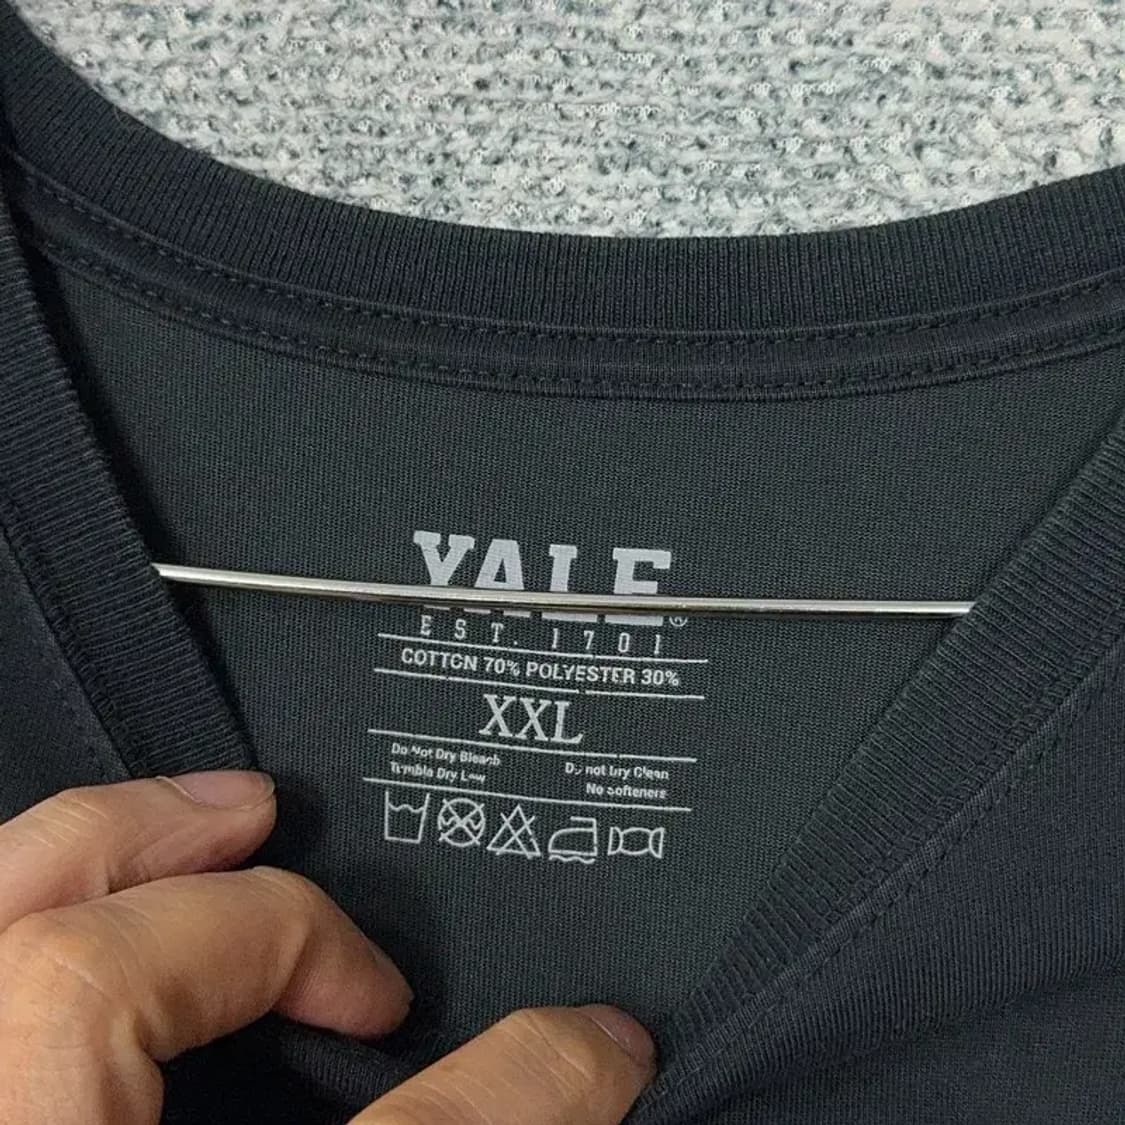 YALE®
EST. 1701
COTTON 70% POLYESTER 30%
XXL
Do Not Dry Bleach
Do not Dry Clean
Tumble Dry Low
No softeners